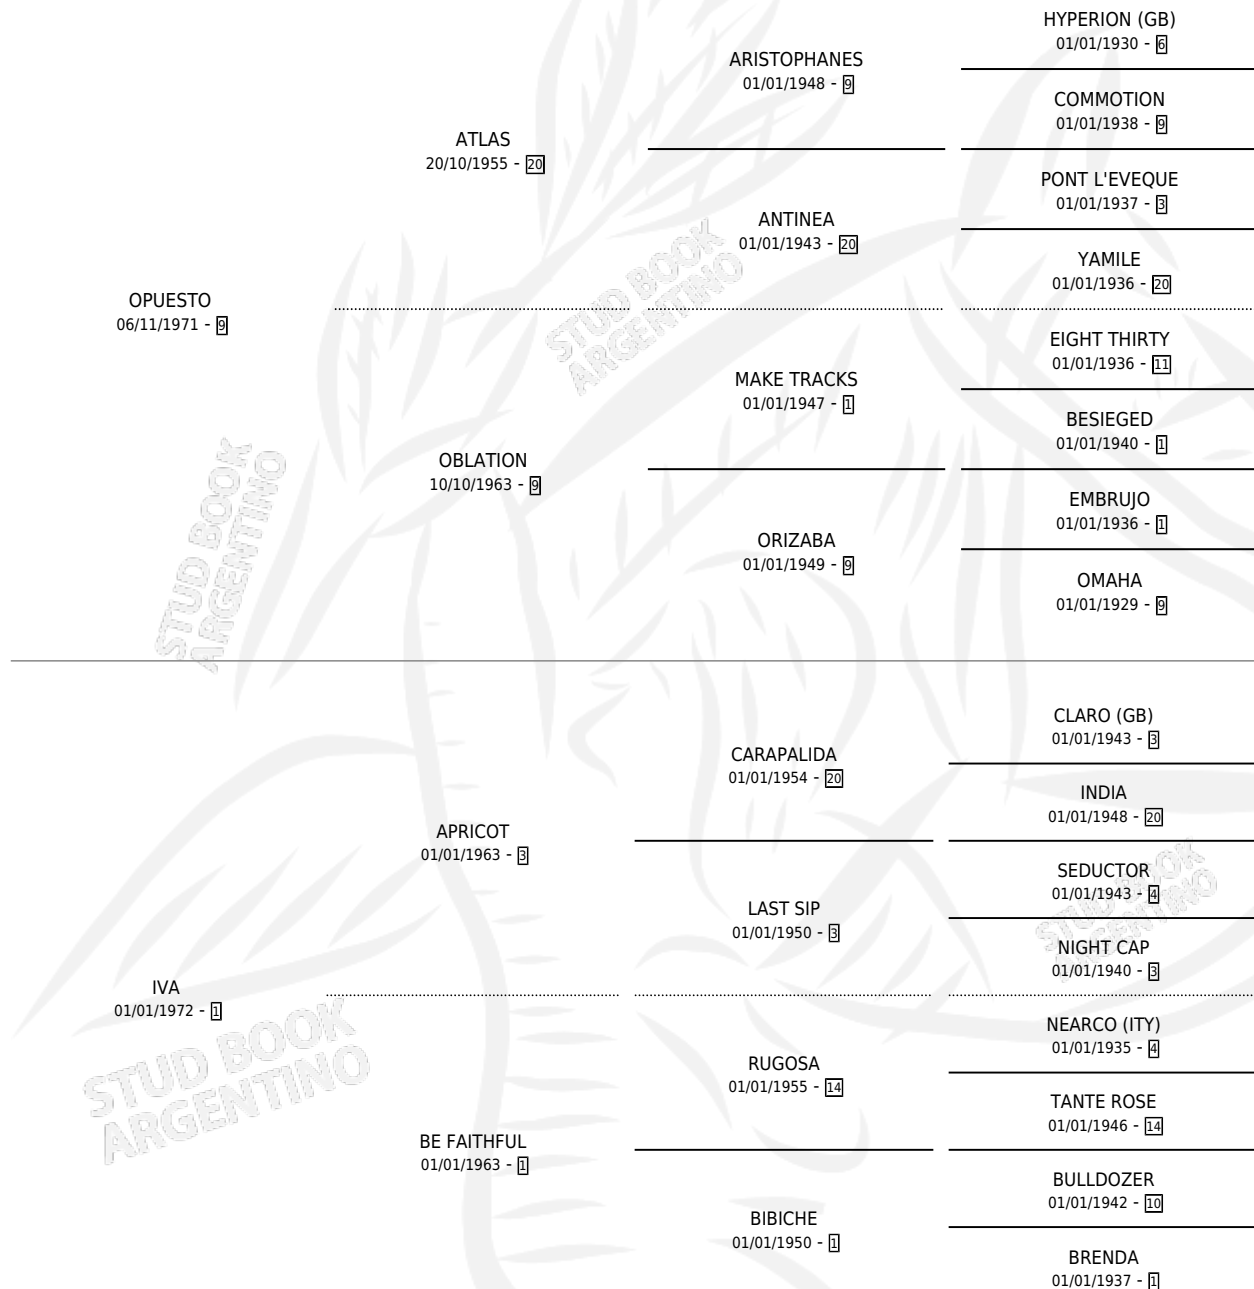 HYPERION (GB)
01/01/1930 - 6
ARISTOPHANES
01/01/1948 - 9
COMMOTION
01/01/1938 - 9
ATLAS
20/10/1955 - 20
PONT L'EVEQUE
01/01/1937 - 3
ANTINEA
01/01/1943 - 20
YAMILE
01/01/1936 - 20
OPUESTO
06/11/1971 - 9
EIGHT THIRTY
01/01/1936 - 11
MAKE TRACKS
01/01/1947 - 1
BESIEGED
01/01/1940 - 1
OBLATION
10/10/1963 - 9
EMBRUJO
01/01/1936 - 1
ORIZABA
01/01/1949 - 9
OMAHA
01/01/1929 - 9
CLARO (GB)
01/01/1943 - 3
CARAPALIDA
01/01/1954 - 20
INDIA
01/01/1948 - 20
APRICOT
01/01/1963 - 3
SEDUCTOR
01/01/1943 - 4
LAST SIP
01/01/1950 - 3
NIGHT CAP
01/01/1940 - 3
IVA
01/01/1972 - 1
NEARCO (ITY)
01/01/1935 - 4
RUGOSA
01/01/1955 - 14
TANTE ROSE
01/01/1946 - 14
BE FAITHFUL
01/01/1963 - 1
BULLDOZER
01/01/1942 - 10
BIBICHE
01/01/1950 - 1
BRENDA
01/01/1937 - 1
STUD BOOK
ARGENTINO
STUD BOOK
ARGENTINO
STUD BOOK
ARGENTINO
STUD BOOK
ARGENTINO